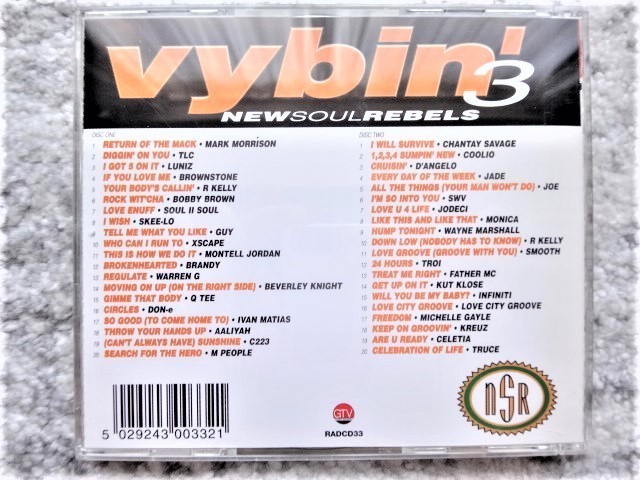 vybin' 3
NEWSOULREBELS
DISC ONE
1 RETURN OF THE MACK • MARK MORRISON
2 DIGGIN' ON YOU • TLC
3 I GOT 5 ON IT • LUNIZ
4 IF YOU LOVE ME • BROWNSTONE
5 YOUR BODY'S CALLIN' • R KELLY
6 ROCK WIT'CHA • BOBBY BROWN
7 LOVE ENUFF • SOUL II SOUL
8 I WISH • SKEE-LO
9 TELL ME WHAT YOU LIKE • GUY
10 WHO CAN I RUN TO • XSCAPE
11 THIS IS HOW WE DO IT • MONTELL JORDAN
12 BROKENHEARTED • BRANDY
13 REGULATE • WARREN G
14 MOVING ON UP (ON THE RIGHT SIDE) • BEVERLEY KNIGHT
15 GIMME THAT BODY • Q TEE
16 CIRCLES • DON-e
17 SO GOOD (TO COME HOME TO) • IVAN MATIAS
18 THROW YOUR HANDS UP • AALIYAH
19 (CAN'T ALWAYS HAVE) SUNSHINE • C223
20 SEARCH FOR THE HERO • M PEOPLE
DISC TWO
1 I WILL SURVIVE • CHANTAY SAVAGE
2 1,2,3,4 SUMPIN' NEW • COOLIO
3 CRUISIN' • D'ANGELO
4 EVERY DAY OF THE WEEK • JADE
5 ALL THE THINGS (YOUR MAN WON'T DO) • JOE
6 I'M SO INTO YOU • SWV
7 LOVE U 4 LIFE • JODECI
8 LIKE THIS AND LIKE THAT • MONICA
9 HUMP TONIGHT • WAYNE MARSHALL
10 DOWN LOW (NOBODY HAS TO KNOW) • R KELLY
11 LOVE GROOVE (GROOVE WITH YOU) • SMOOTH
12 24 HOURS • TROI
13 TREAT ME RIGHT • FATHER MC
14 GET UP ON IT • KUT KLOSE
15 WILL YOU BE MY BABY? • INFINITI
16 LOVE CITY GROOVE • LOVE CITY GROOVE
17 FREEDOM • MICHELLE GAYLE
18 KEEP ON GROOVIN' • KREUZ
19 ARE U READY • CELETIA
20 CELEBRATION OF LIFE • TRUCE
5 029243 003321
GTV
RADCD33
nSR